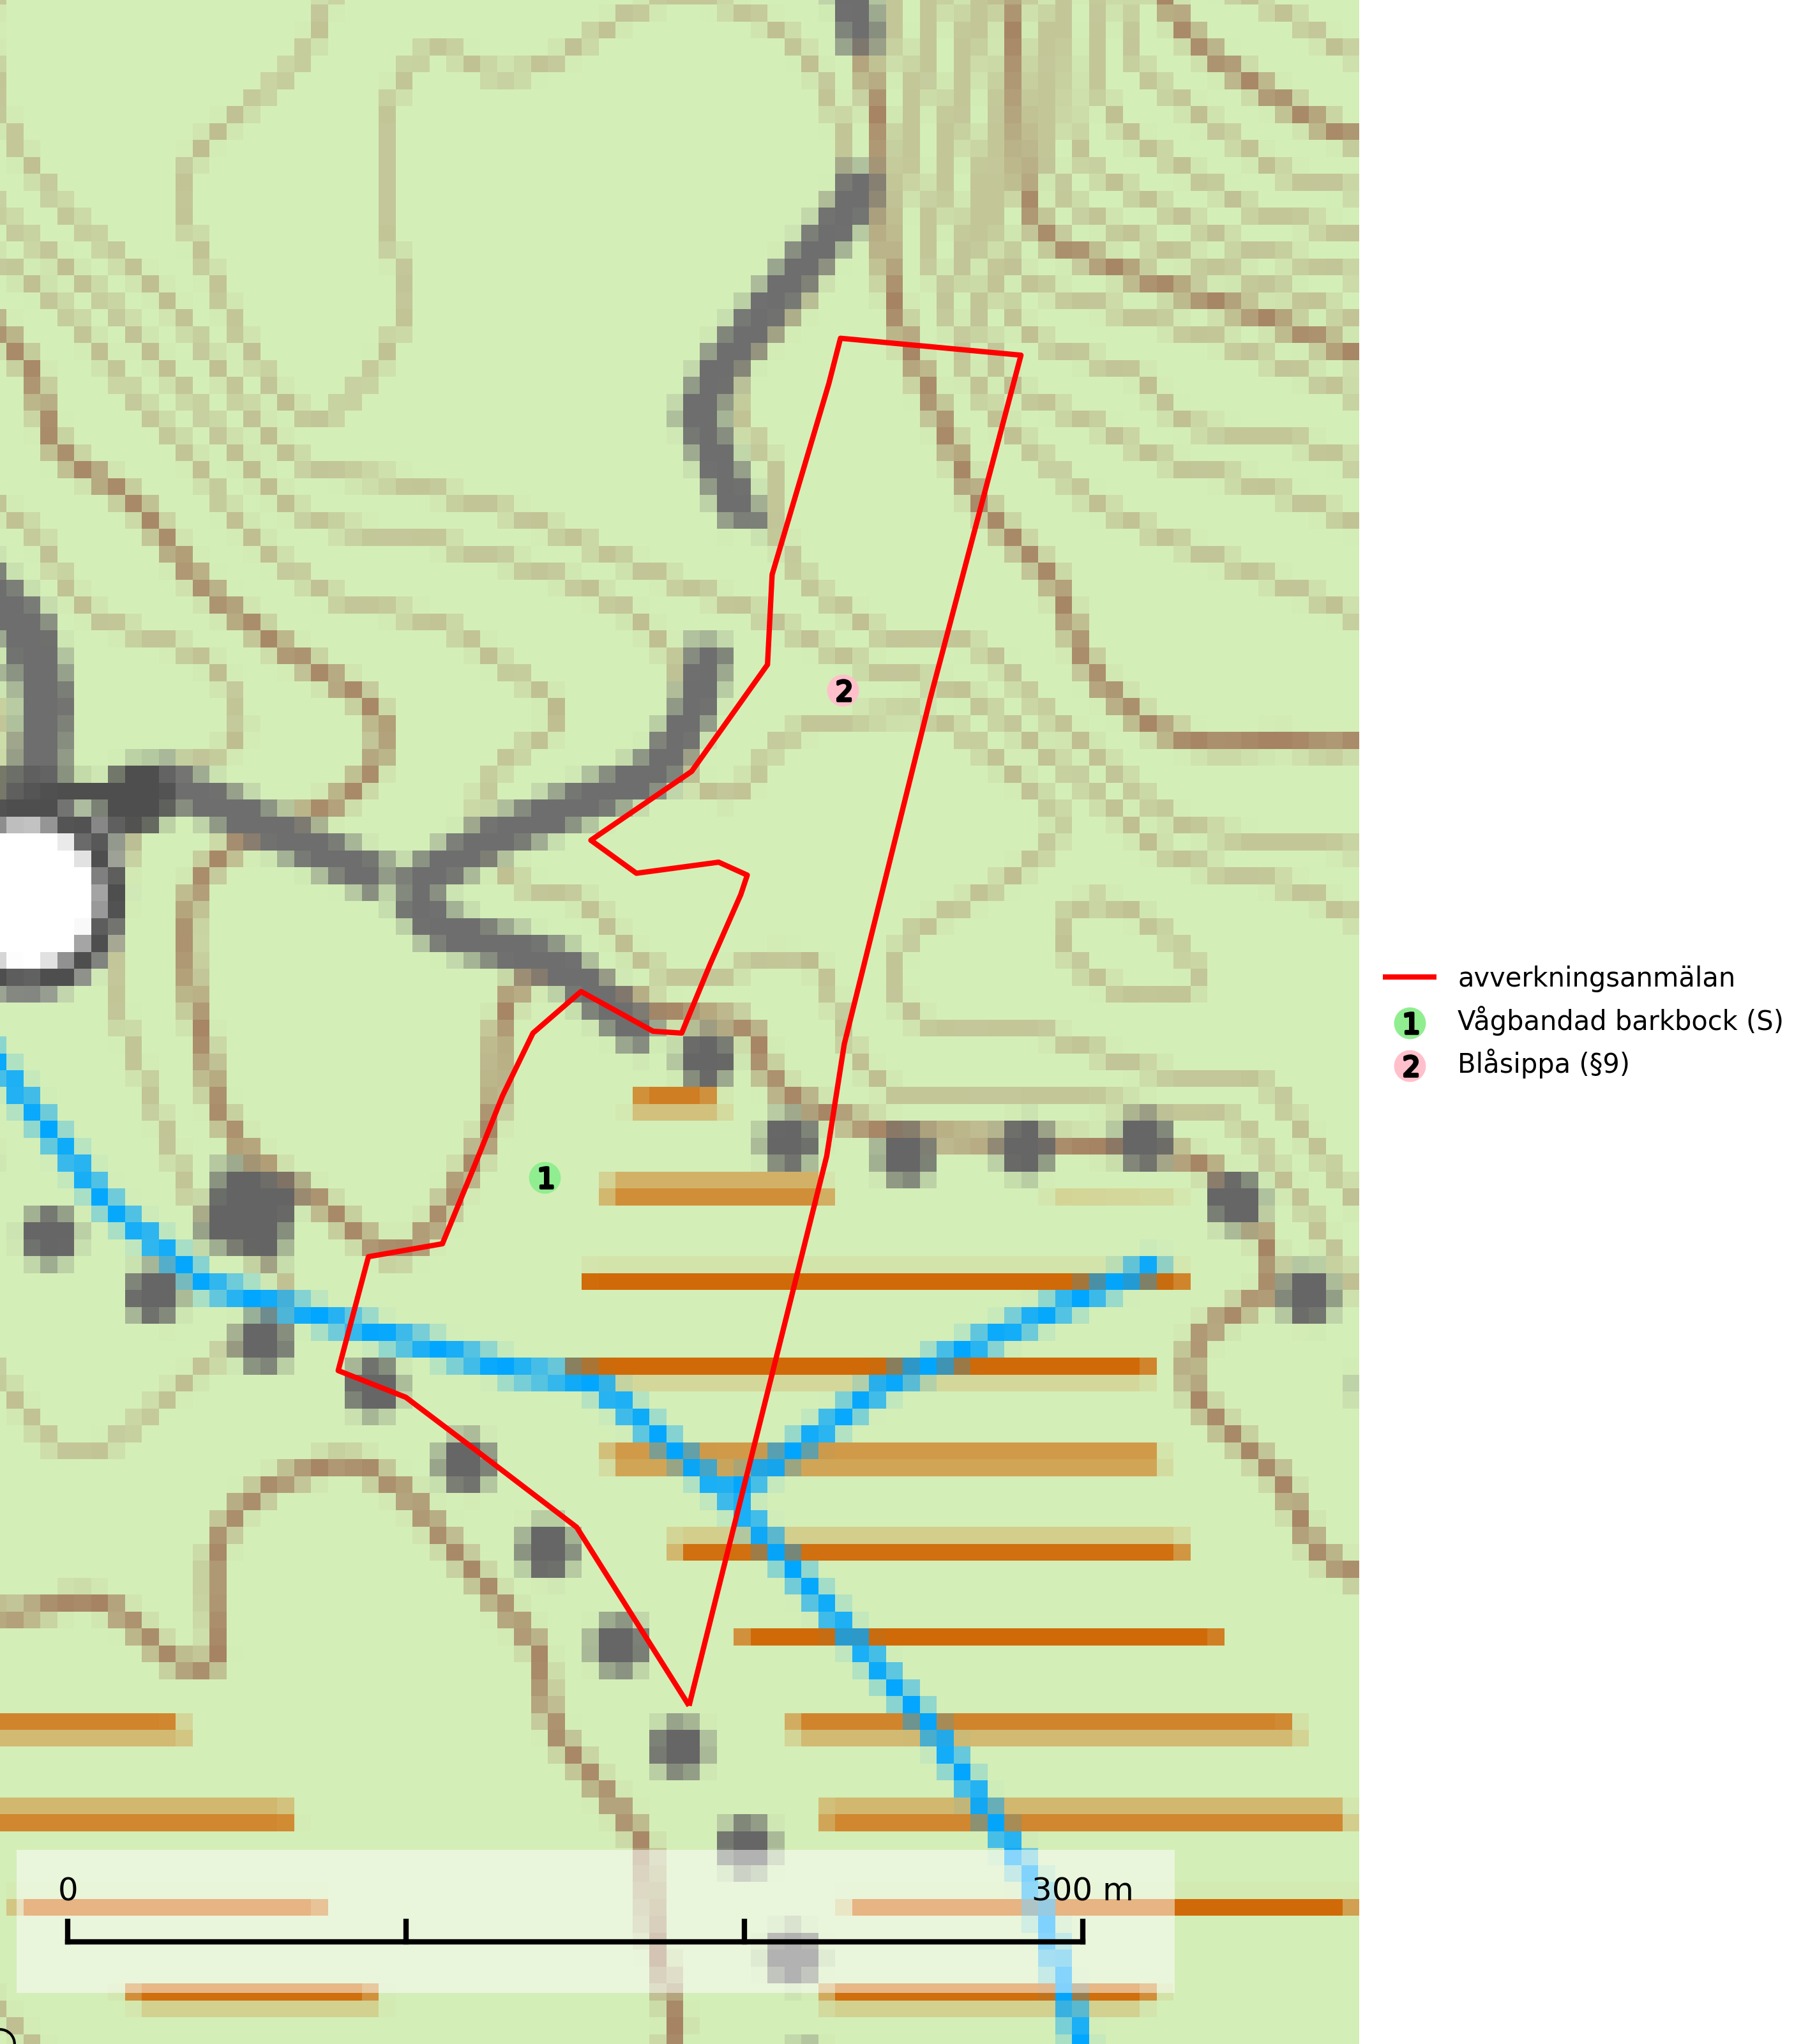 2
1
avverkningsanmälan
1 Vågbandad barkbock (S)
2 Blåsippa (§9)
0 300 m